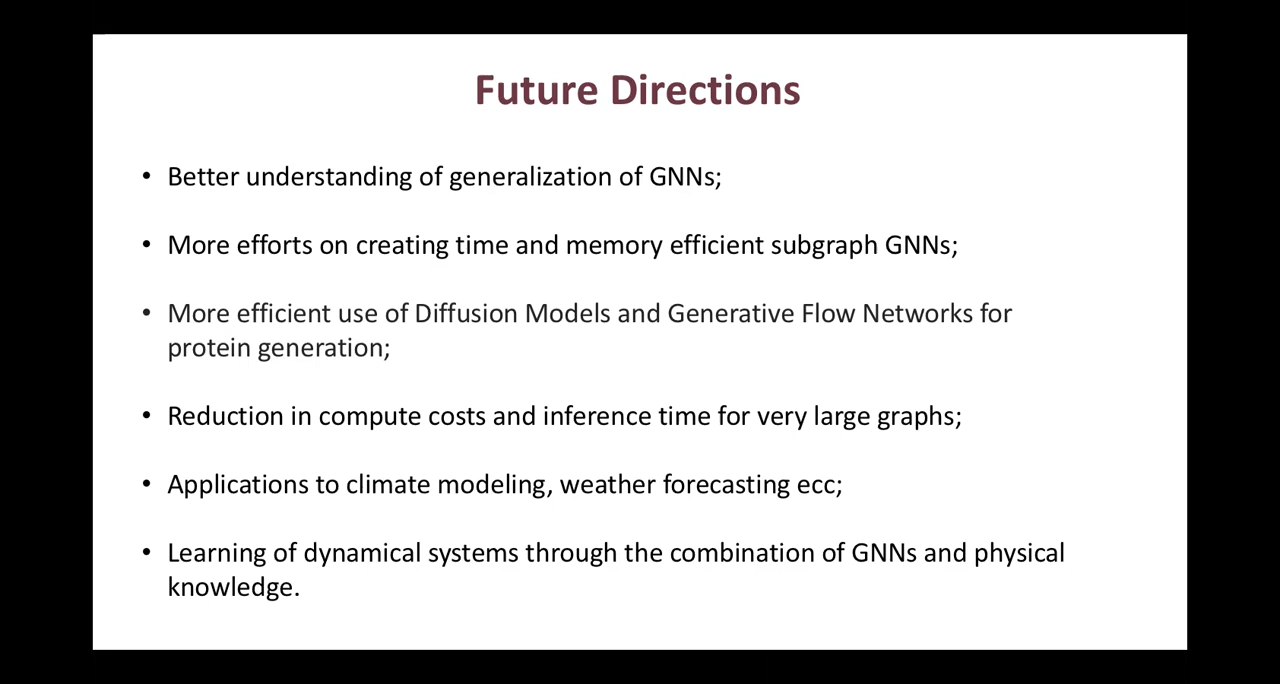 Future Directions
• Better understanding of generalization of GNNs;
• More efforts on creating time and memory efficient subgraph GNNs;
• More efficient use of Diffusion Models and Generative Flow Networks for
protein generation;
• Reduction in compute costs and inference time for very large graphs;
• Applications to climate modeling, weather forecasting ecc;
• Learning of dynamical systems through the combination of GNNs and physical
knowledge.